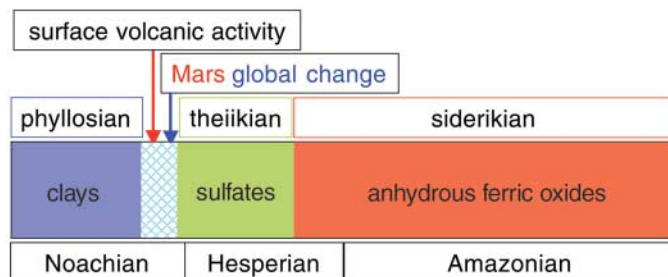 surface volcanic activity
Mars global change
phyllosian theiikian siderikian
clays sulfates anhydrous ferric oxides
Noachian Hesperian Amazonian